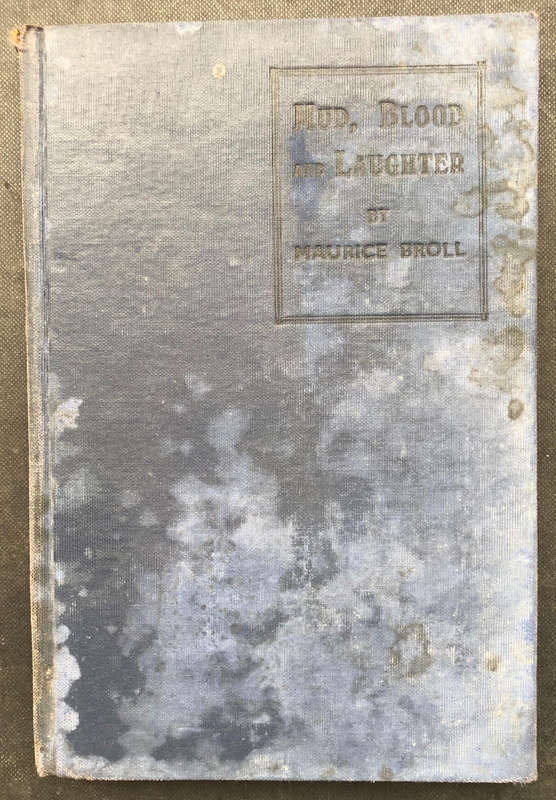 MUD, BLOOD
AND LAUGHTER
BY
MAURICE BROLL